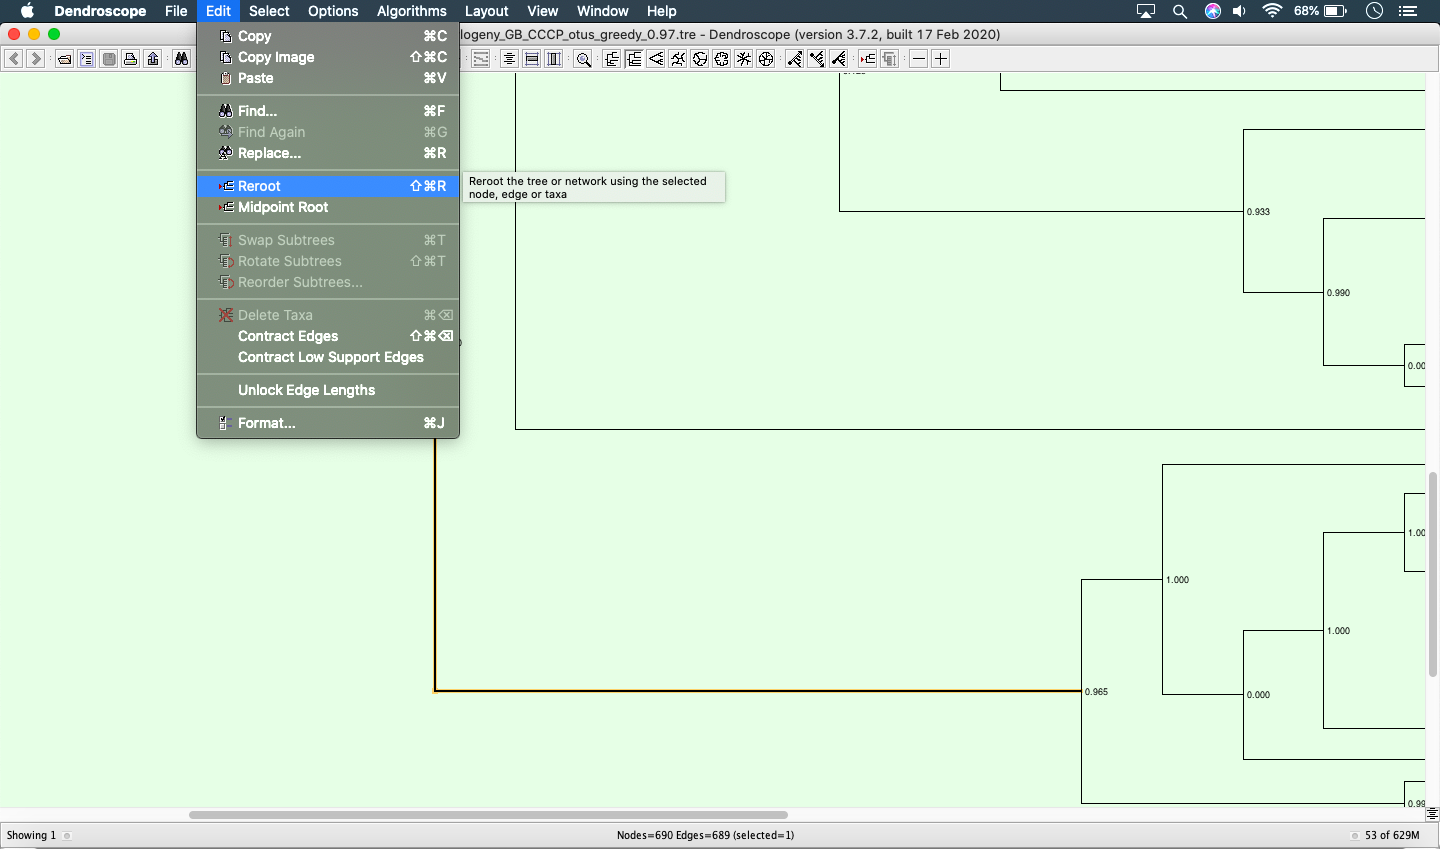 Dendroscope File Edit Select Options Algorithms Layout View Window Help 68%
logeny_GB_CCCP_otus_greedy_0.97.tre - Dendroscope (version 3.7.2, built 17 Feb 2020)
Copy ⌘C
Copy Image ⇧⌘C
Paste ⌘V
Find... ⌘F
Find Again ⌘G
Replace... ⌘R
Reroot ⇧⌘R
Midpoint Root
Swap Subtrees ⌘T
Rotate Subtrees ⇧⌘T
Reorder Subtrees...
Delete Taxa ⌘⌫
Contract Edges ⇧⌘⌫
Contract Low Support Edges
Unlock Edge Lengths
Format... ⌘J
Reroot the tree or network using the selected
node, edge or taxa
0.933
0.990
0.00
1.00
1.000
1.000
0.965
0.000
0.99
Showing 1 Nodes=690 Edges=689 (selected=1) 53 of 629M